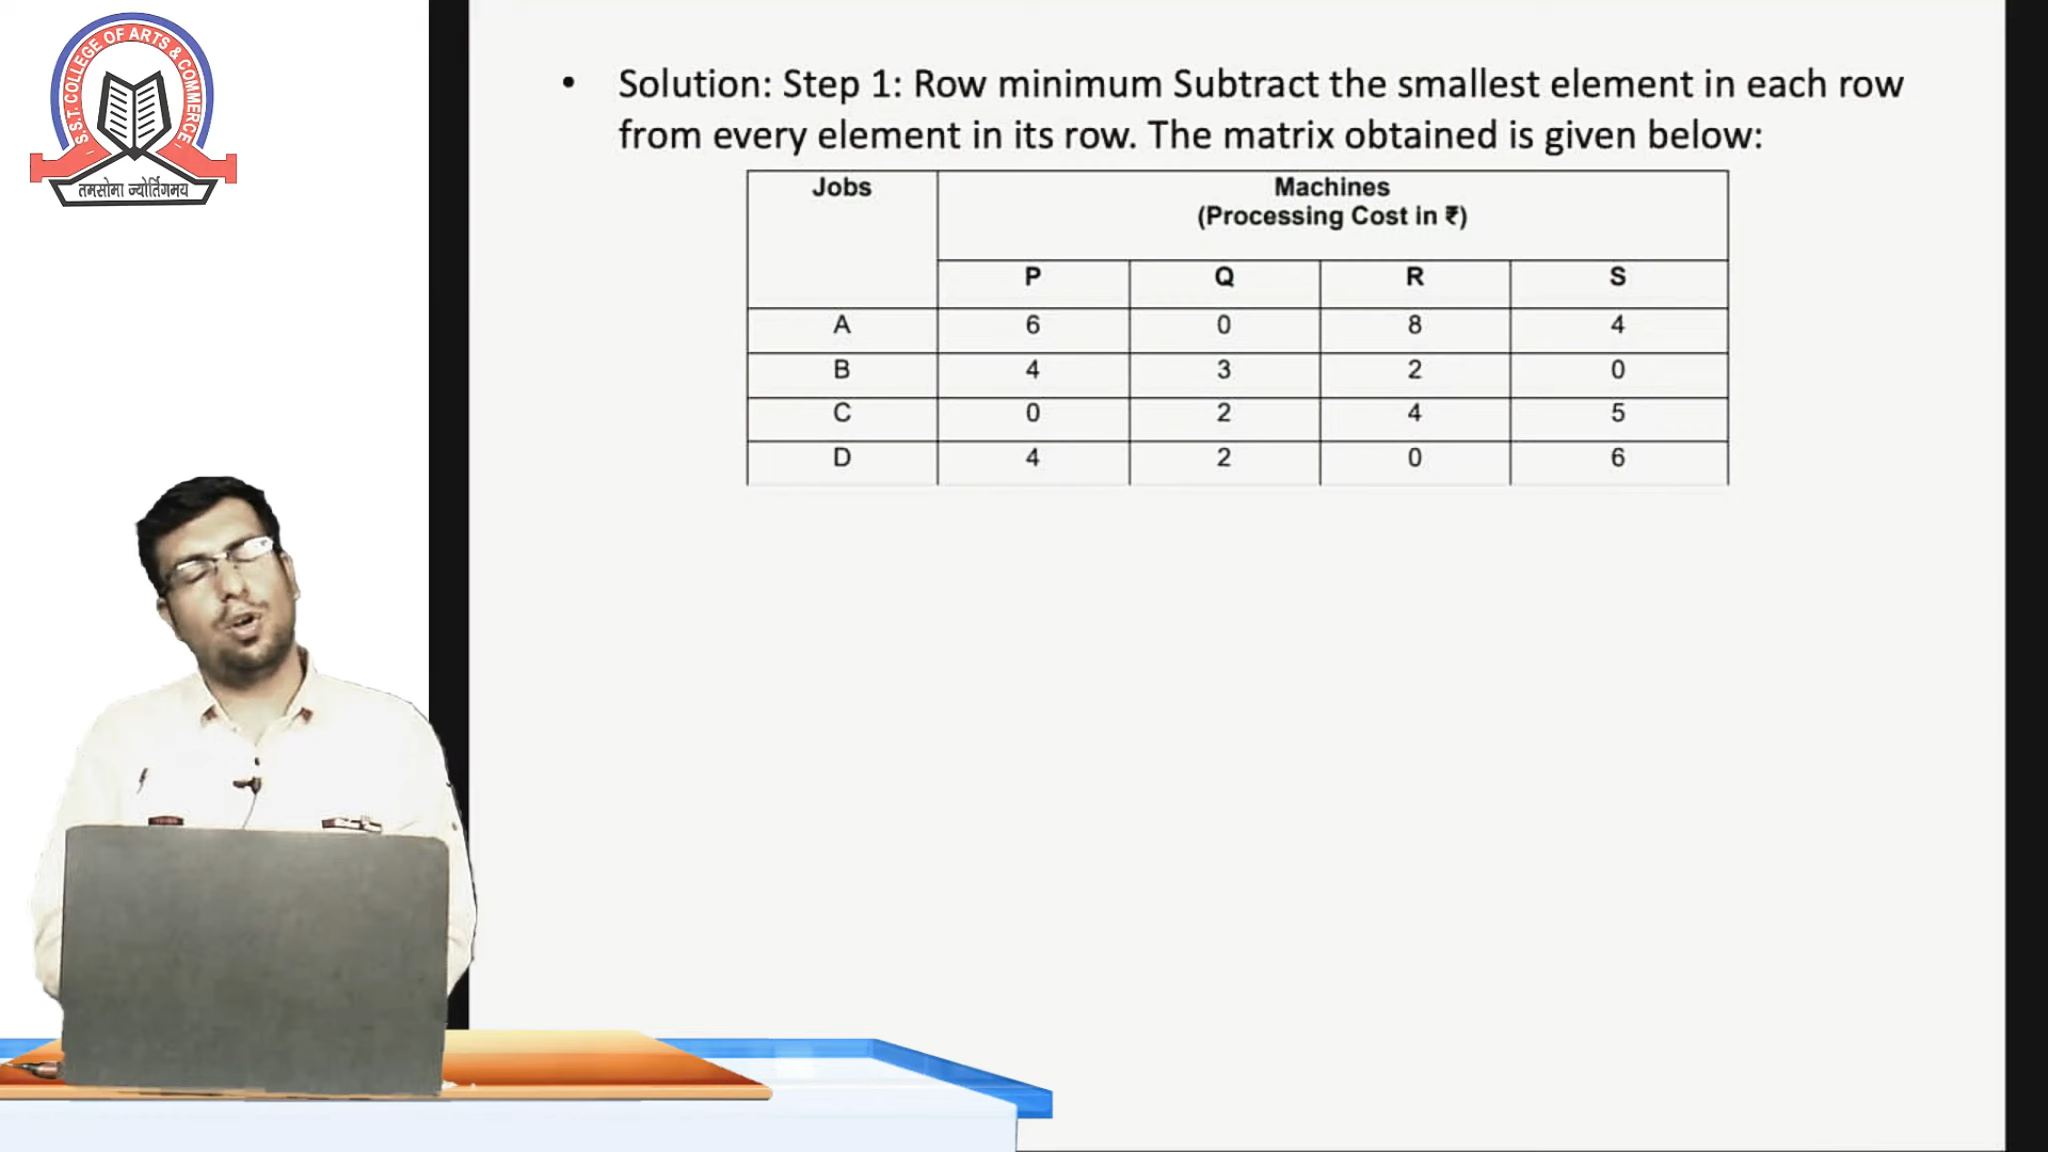 S.S.T. COLLEGE OF ARTS & COMMERCE
तमसोमा ज्योर्तिगमय
• Solution: Step 1: Row minimum Subtract the smallest element in each row
from every element in its row. The matrix obtained is given below:
Jobs Machines
(Processing Cost in ₹)
P Q R S
A 6 0 8 4
B 4 3 2 0
C 0 2 4 5
D 4 2 0 6